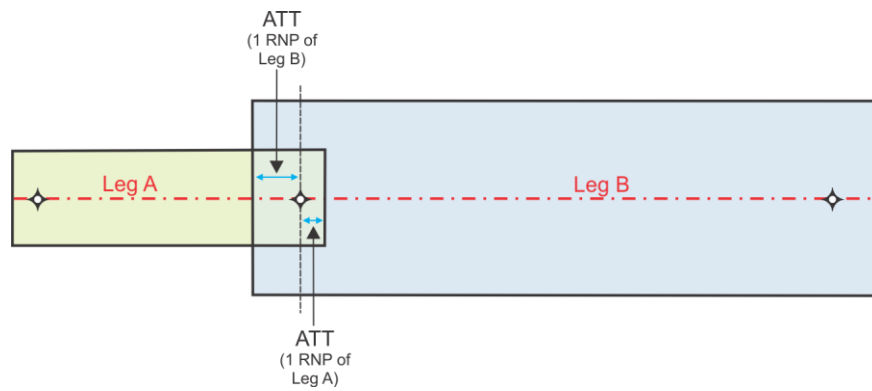 ATT
(1 RNP of
Leg B)
Leg A
Leg B
ATT
(1 RNP of
Leg A)